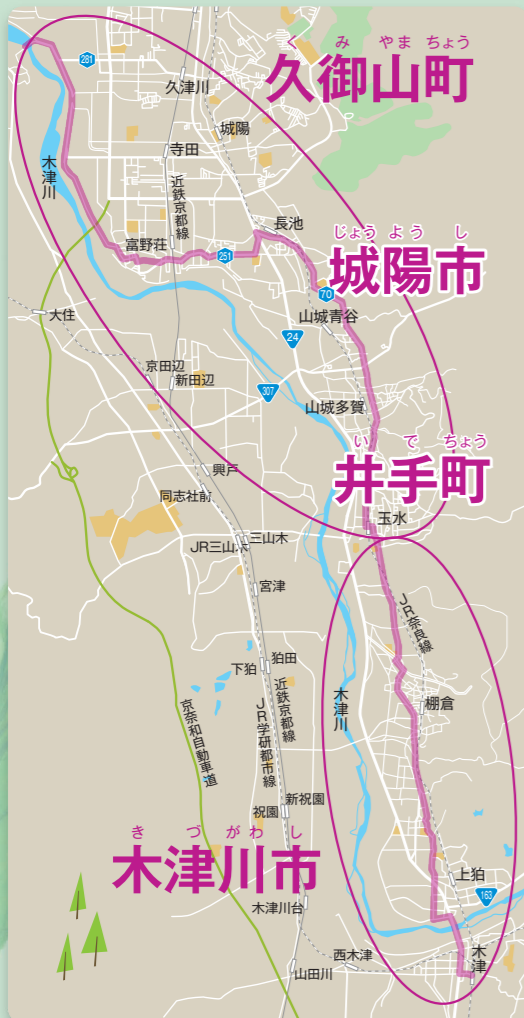 く み やま ちょう
久御山町
281
久津川
城陽
寺田
木津川
近鉄京都線
長池
富野荘
251
じょう よう し
城陽市
70
大住
山城青谷
24
京田辺
新田辺
307
山城多賀
い で ちょう
井手町
興戸
同志社前
玉水
JR三山木
三山木
宮津
JR奈良線
狛田
下狛
近鉄京都線
JR学研都市線
木津川
棚倉
京奈和自動車道
新祝園
祝園
き づ がわ し
木津川市
上狛
163
木津川台
西木津
木津
山田川